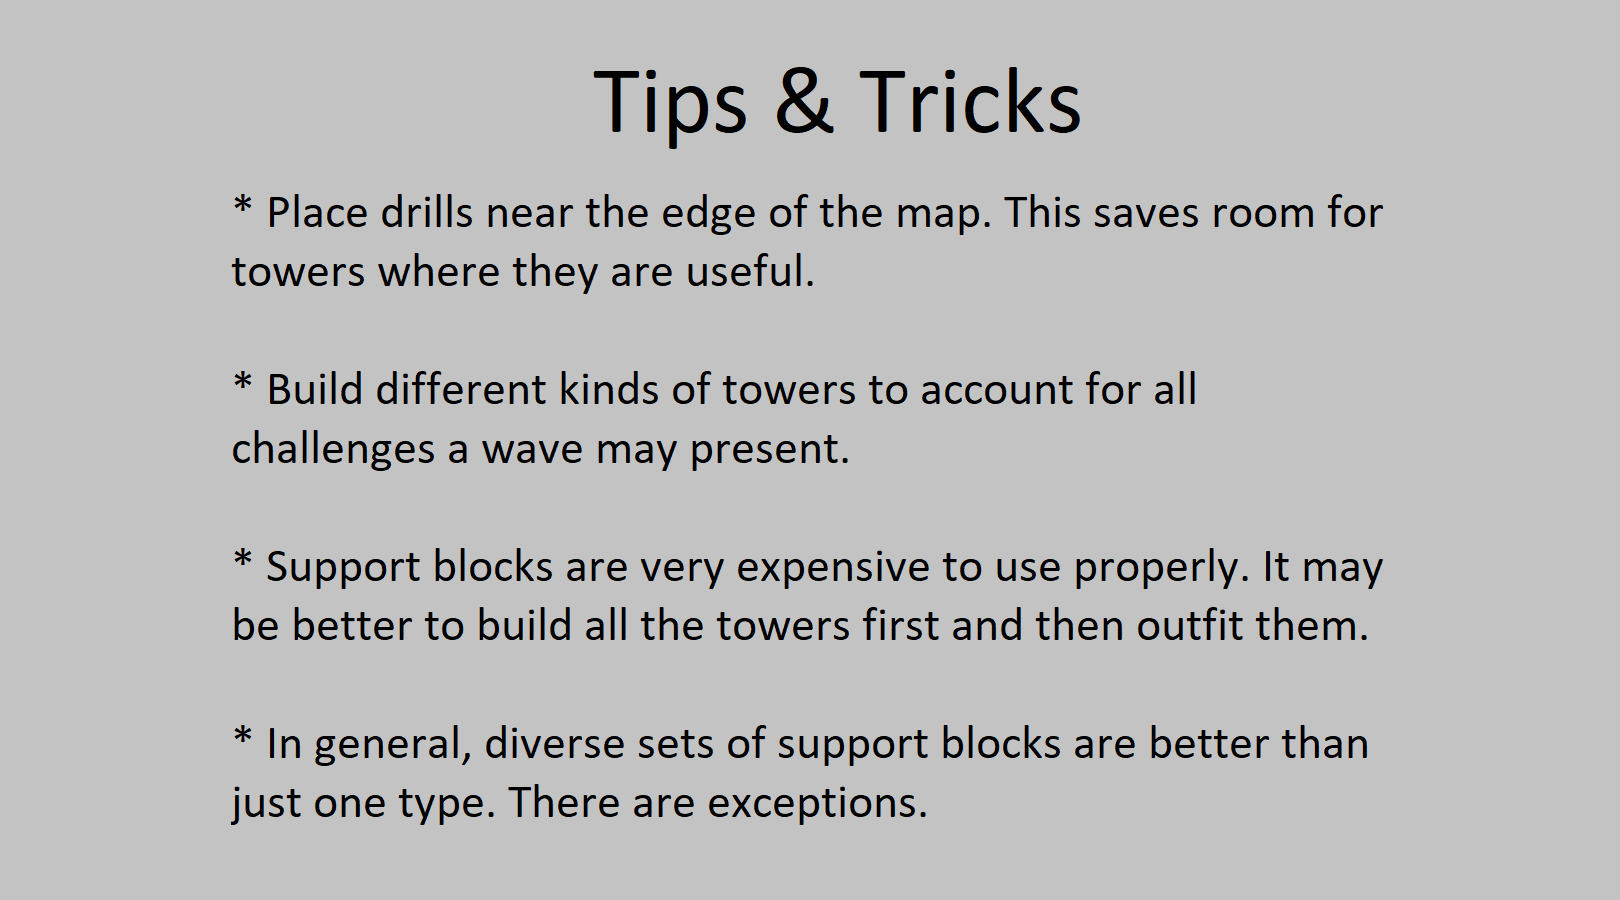 Tips & Tricks
* Place drills near the edge of the map. This saves room for
towers where they are useful.
* Build different kinds of towers to account for all
challenges a wave may present.
* Support blocks are very expensive to use properly. It may
be better to build all the towers first and then outfit them.
* In general, diverse sets of support blocks are better than
just one type. There are exceptions.